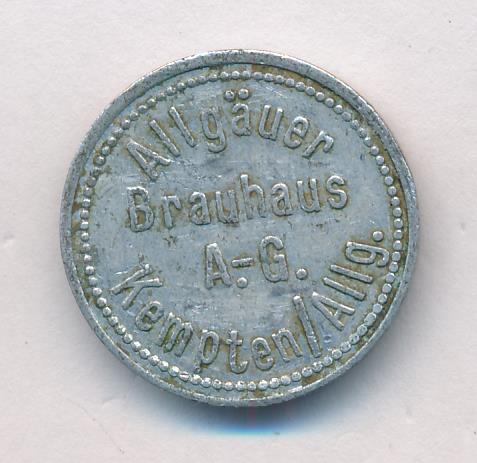 Allgäuer
Brauhaus
A.-G.
Kempten/Allg.